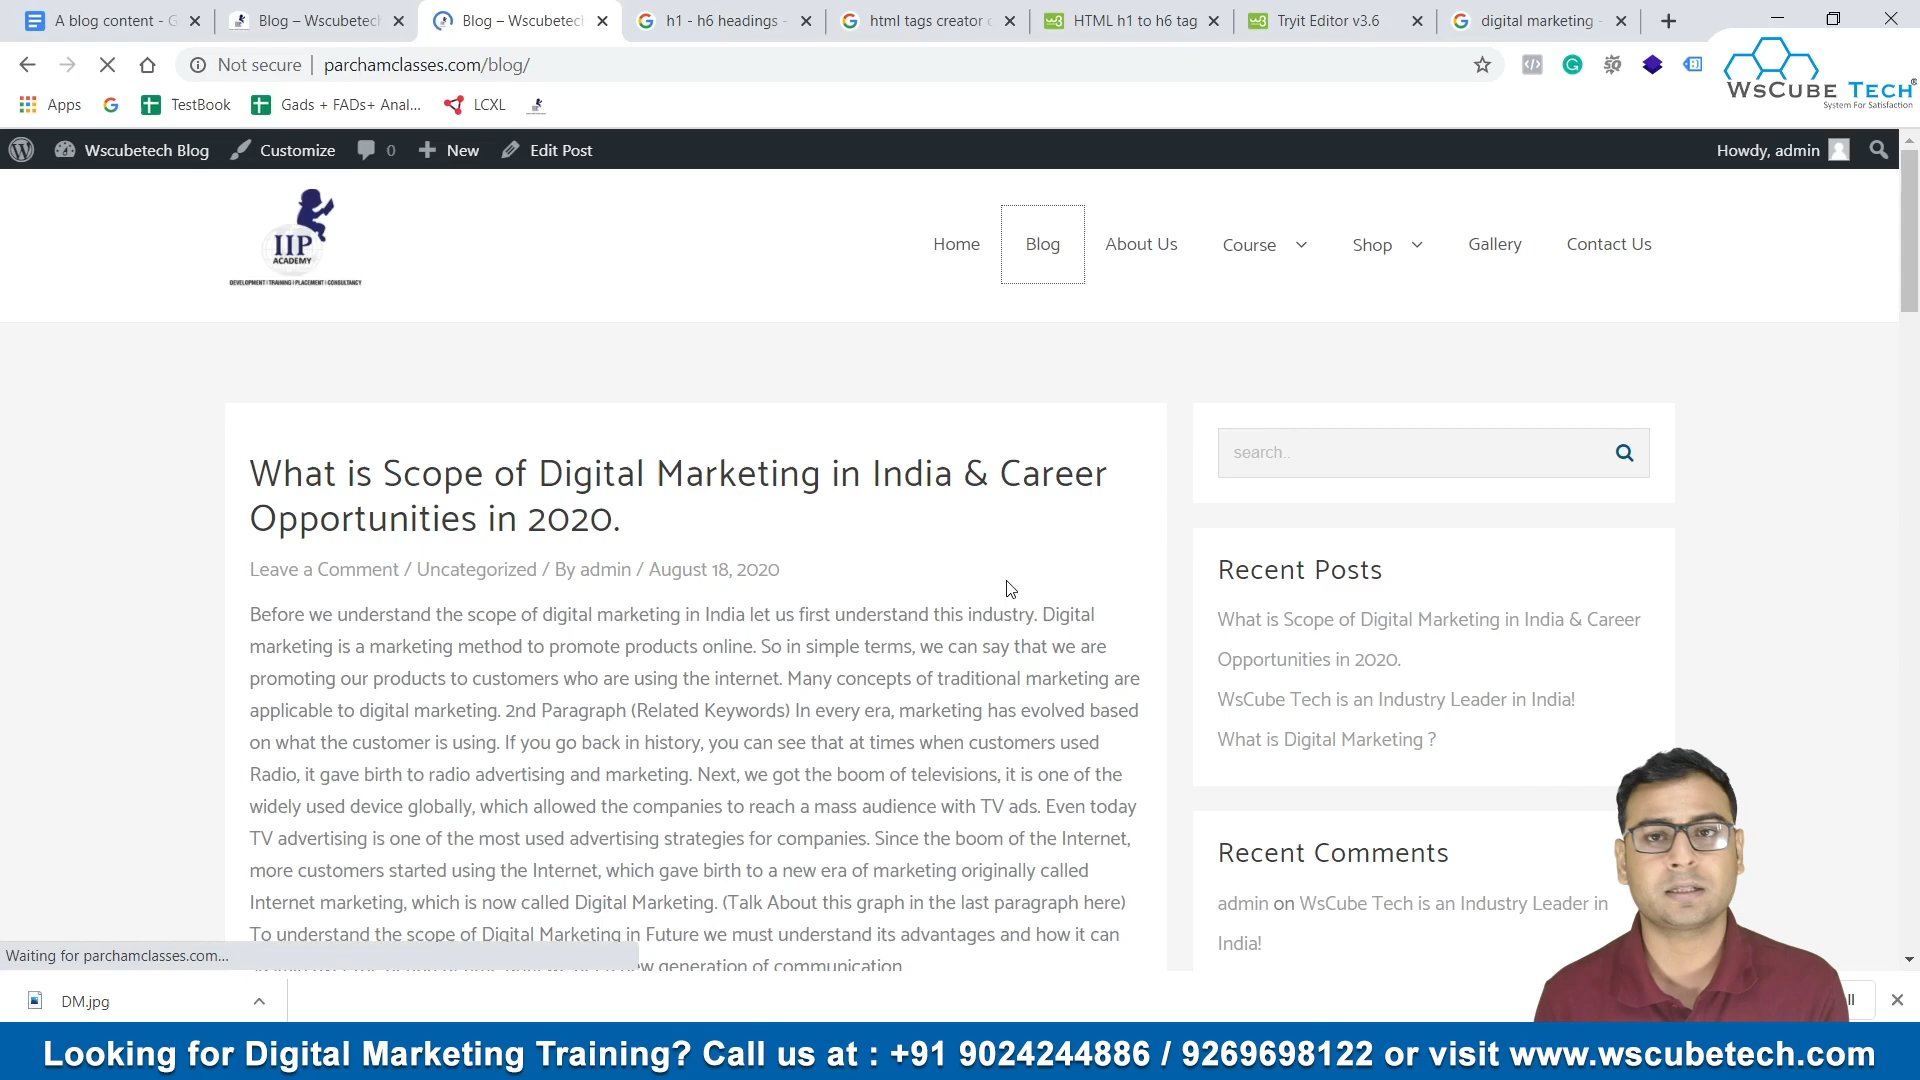 A blog content - G
Blog – Wscubetech
Blog – Wscubetech
h1 - h6 headings -
html tags creator
HTML h1 to h6 tag
Tryit Editor v3.6
digital marketing -
Not secure
parchamclasses.com/blog/
WsCube Tech®
System For Satisfaction
Apps
TestBook
Gads + FADs+ Anal...
LCXL
Wscubetech Blog
Customize
0
New
Edit Post
Howdy, admin
IIP
ACADEMY
DEVELOPMENT | TRAINING | PLACEMENT | CONSULTANCY
Home
Blog
About Us
Course
Shop
Gallery
Contact Us
What is Scope of Digital Marketing in India & Career
Opportunities in 2020.
Leave a Comment / Uncategorized / By admin / August 18, 2020
Before we understand the scope of digital marketing in India let us first understand this industry. Digital
marketing is a marketing method to promote products online. So in simple terms, we can say that we are
promoting our products to customers who are using the internet. Many concepts of traditional marketing are
applicable to digital marketing. 2nd Paragraph (Related Keywords) In every era, marketing has evolved based
on what the customer is using. If you go back in history, you can see that at times when customers used
Radio, it gave birth to radio advertising and marketing. Next, we got the boom of televisions, it is one of the
widely used device globally, which allowed the companies to reach a mass audience with TV ads. Even today
TV advertising is one of the most used advertising strategies for companies. Since the boom of the Internet,
more customers started using the Internet, which gave birth to a new era of marketing originally called
Internet marketing, which is now called Digital Marketing. (Talk About this graph in the last paragraph here)
To understand the scope of Digital Marketing in Future we must understand its advantages and how it can
generation of communication.
search..
Recent Posts
What is Scope of Digital Marketing in India & Career
Opportunities in 2020.
WsCube Tech is an Industry Leader in India!
What is Digital Marketing ?
Recent Comments
admin on WsCube Tech is an Industry Leader in
India!
Waiting for parchamclasses.com...
DM.jpg
Looking for Digital Marketing Training? Call us at : +91 9024244886 / 9269698122 or visit www.wscubetech.com